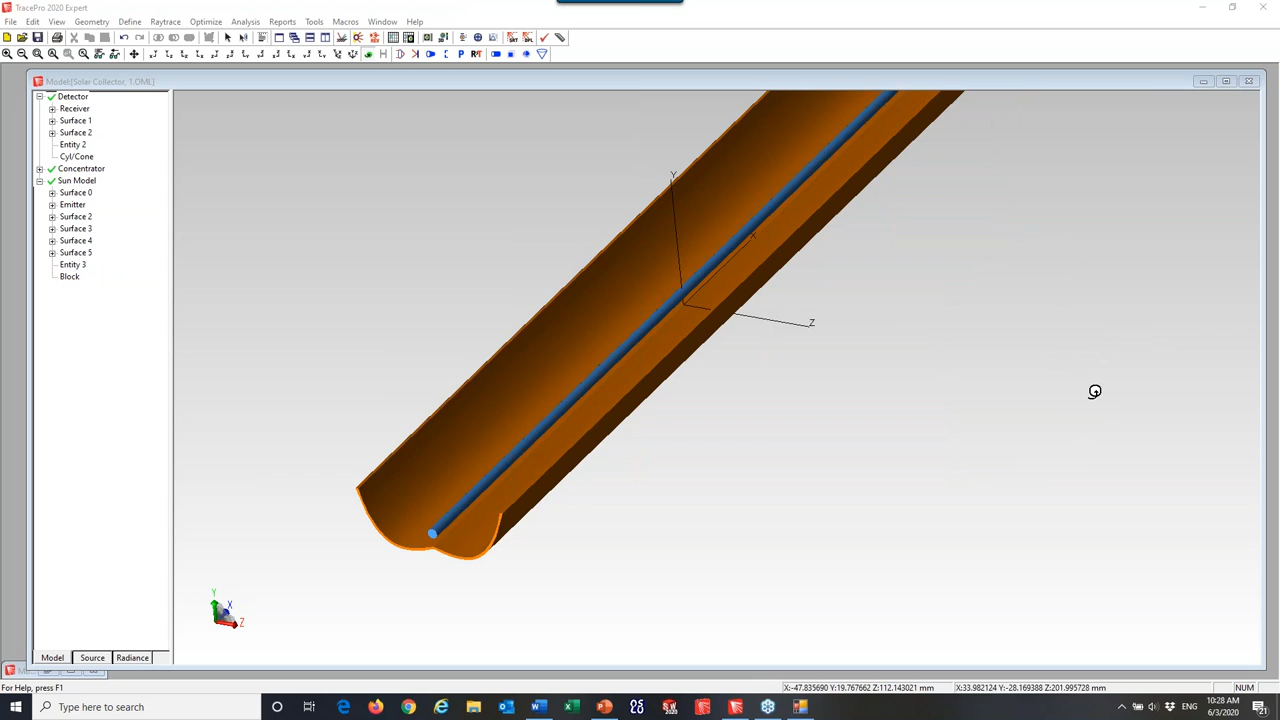 TracePro 2020 Expert
File Edit View Geometry Define Raytrace Optimize Analysis Reports Tools Macros Window Help
Model:[Solar Collector, 1.OML]
Detector
Receiver
Surface 1
Surface 2
Entity 2
Cyl/Cone
Concentrator
Sun Model
Surface 0
Emitter
Surface 2
Surface 3
Surface 4
Surface 5
Entity 3
Block
Y
X
Z
Y
X
Z
Model Source Radiance
For Help, press F1 X:-47.835690 Y:19.767662 Z:112.143021 mm X:33.982124 Y:-28.169388 Z:201.995728 mm NUM
Type here to search
10:28 AM
6/3/2020